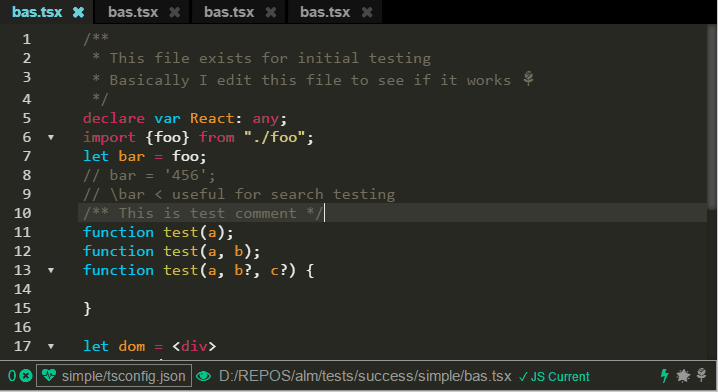 bas.tsx ✖ bas.tsx ✖ bas.tsx ✖ bas.tsx ✖
1 /**
2  * This file exists for initial testing
3  * Basically I edit this file to see if it works 🌹
4  */
5 declare var React: any;
6 ▾ import {foo} from "./foo";
7 let bar = foo;
8 // bar = '456';
9 // \bar < useful for search testing
10 /** This is test comment */
11 function test(a);
12 function test(a, b);
13 ▾ function test(a, b?, c?) {
14
15 }
16
17 ▾ let dom = <div>
0 simple/tsconfig.json D:/REPOS/alm/tests/success/simple/bas.tsx ✓ JS Current